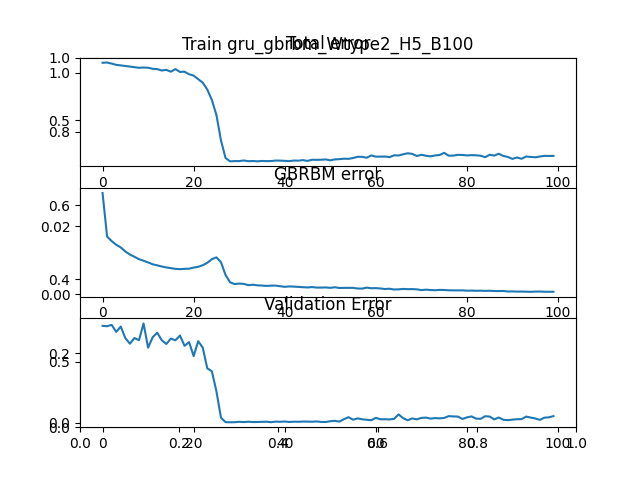 Train gru_gbrbm_Wtype2_H5_B100
Total error
1.0
1.0
0.5
0.8
0 20 40 60 80 100
GBRBM error
0.6
0.02
0.4
0.00
0 20 40 60 80 100
Validation Error
0.2
0.5
0.0
0.0
0.0 0 0.2 20 0.4 40 0.6 60 0.8 80 100 1.0